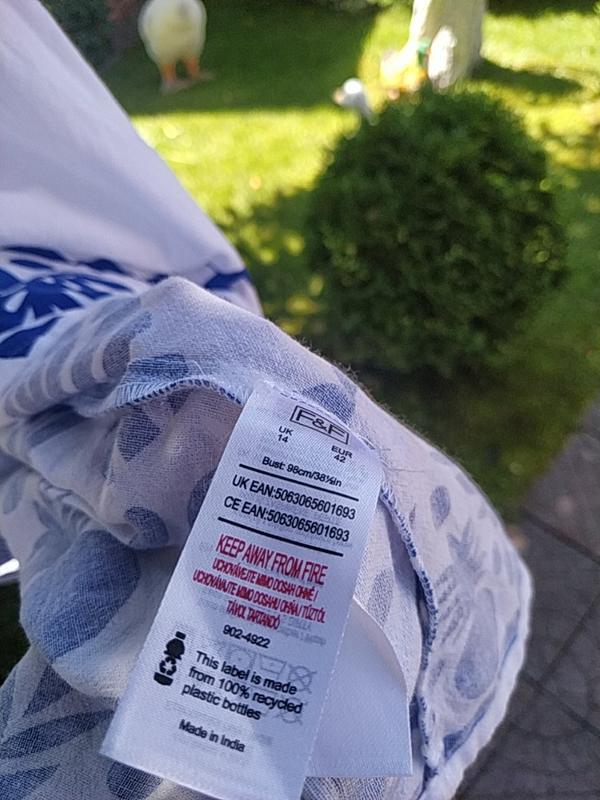 F&F
UK EUR
14 42
Bust: 98cm/38½in
UK EAN:5063065601693
CE EAN:5063065601693
KEEP AWAY FROM FIRE
UCHOVÁVEJTE MIMO DOSAH OHNĚ /
UCHOVÁVAJTE MIMO DOSAHU OHŇA / TŰZTŐL
TÁVOL TARTANDÓ
902-4922
This label is made
from 100% recycled
plastic bottles
Made in India